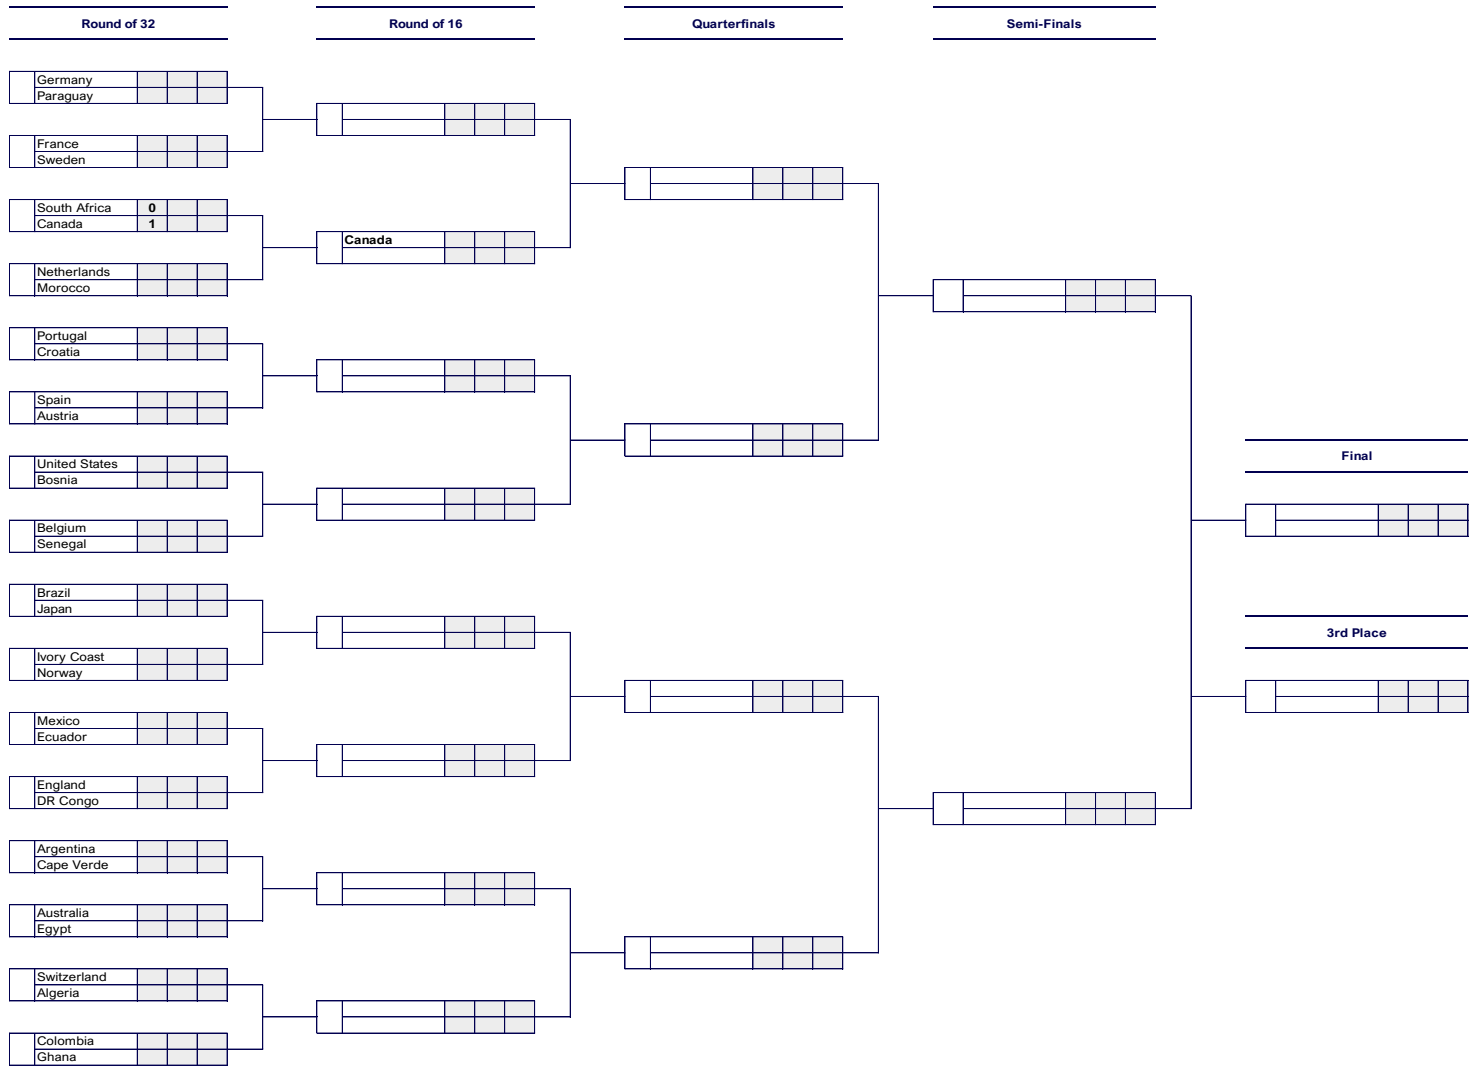 Round of 32
Round of 16
Quarterfinals
Semi-Finals
Germany
Paraguay
France
Sweden
South Africa 0
Canada 1
Canada
Netherlands
Morocco
Portugal
Croatia
Spain
Austria
United States
Bosnia
Belgium
Senegal
Final
Brazil
Japan
Ivory Coast
Norway
3rd Place
Mexico
Ecuador
England
DR Congo
Argentina
Cape Verde
Australia
Egypt
Switzerland
Algeria
Colombia
Ghana